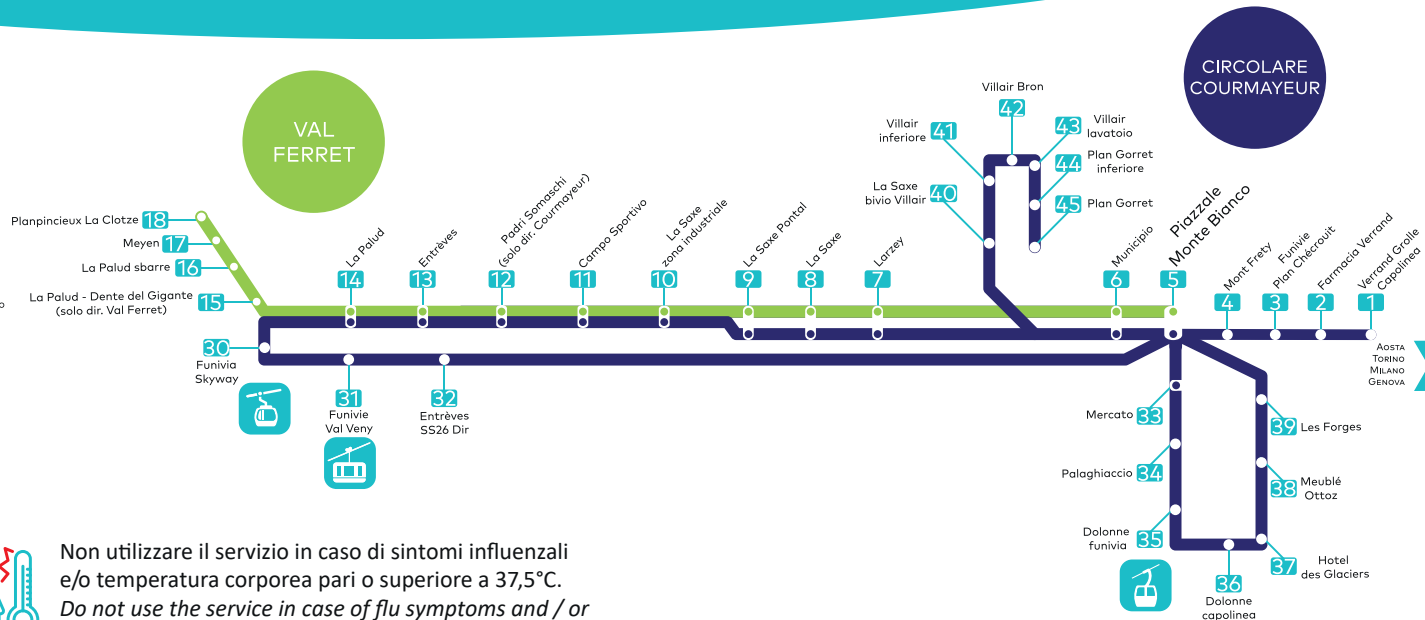 CIRCOLARE
COURMAYEUR
VAL
FERRET
Planpincieux La Clotze 18
Meyen 17
La Palud sbarre 16
La Palud - Dente del Gigante
(solo dir. Val Ferret)
15
La Palud
14
Entrèves
13
Padri Somaschi
(solo dir. Courmayeur)
12
Campo Sportivo
11
La Saxe
zona industriale
10
La Saxe Pontal
9
La Saxe
8
Larzey
7
Municipio
6
Piazzale
Monte Bianco
5
Mont Frety
4
Funivie
Plan Chécrouit
3
Farmacia Verrand
2
Verrand Grolle
Capolinea
1
Aosta
Torino
Milano
Genova
Villair Bron
42
Villair
inferiore
41
La Saxe
bivio Villair
40
43
Villair
lavatoio
44
Plan Gorret
inferiore
45 Plan Gorret
30
Funivia
Skyway
31
Funivie
Val Veny
32
Entrèves
SS26 Dir
Mercato 33
Palaghiaccio 34
Dolonne
funivia
35
36
Dolonne
capolinea
37
Hotel
des Glaciers
38
Meublé
Ottoz
39 Les Forges
o
Non utilizzare il servizio in caso di sintomi influenzali
e/o temperatura corporea pari o superiore a 37,5°C.
Do not use the service in case of flu symptoms and / or